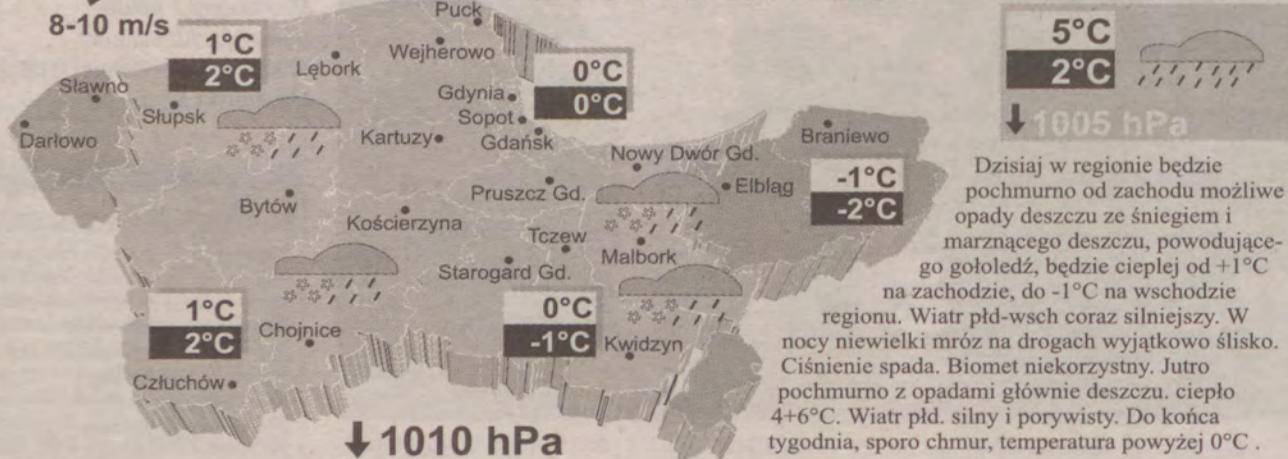 8-10 m/s
Puck
1°C
2°C
Wejherowo
Lębork
0°C
0°C
Sławno
Słupsk
Gdynia
Sopot
Darłowo
Kartuzy
Gdańsk
Nowy Dwór Gd.
Braniewo
Pruszcz Gd.
Elbląg
-1°C
-2°C
Bytów
Kościerzyna
Tczew
Malbork
Starogard Gd.
1°C
2°C
Chojnice
0°C
-1°C
Kwidzyn
Człuchów
1010 hPa
5°C
2°C
1005 hPa
Dzisiaj w regionie będzie
pochmurno od zachodu możliwe
opady deszczu ze śniegiem i
marznącego deszczu, powodujące-
go gołoledź, będzie cieplej od +1°C
na zachodzie, do -1°C na wschodzie
regionu. Wiatr płd-wsch coraz silniejszy. W
nocy niewielki mróz na drogach wyjątkowo ślisko.
Ciśnienie spada. Biomet niekorzystny. Jutro
pochmurno z opadami głównie deszczu. ciepło
4+6°C. Wiatr płd. silny i porywisty. Do końca
tygodnia, sporo chmur, temperatura powyżej 0°C .